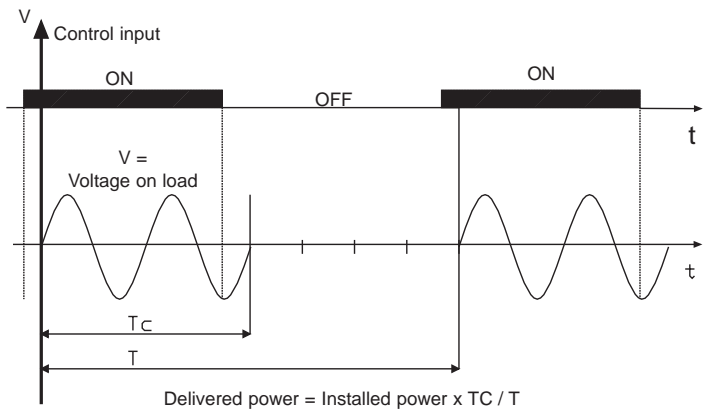 V
Control input
ON
ON
OFF
t
V =
Voltage on load
t
Tc
T
Delivered power = Installed power x TC / T